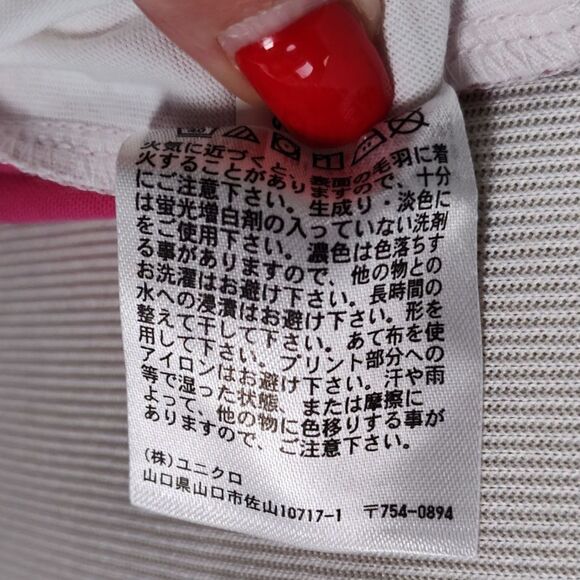 火気に近づくと、表面の毛羽に着
火することがありますので、十分
にご注意下さい。生成り・淡色に
は蛍光増白剤の入っていない洗剤
をご使用下さい。濃色は色落ちす
る事がありますので、他の物との
お洗濯はお避け下さい。長時間の
水への浸漬はお避け下さい。形を
整えて干して下さい。あて布を使
用して下さい。プリント部分への
アイロンはお避け下さい。汗や雨
等で湿った状態、または摩擦に
よって、他の物に色移りする事が
ありますので、ご注意下さい。
(株)ユニクロ
山口県山口市佐山10717-1 〒754-0894